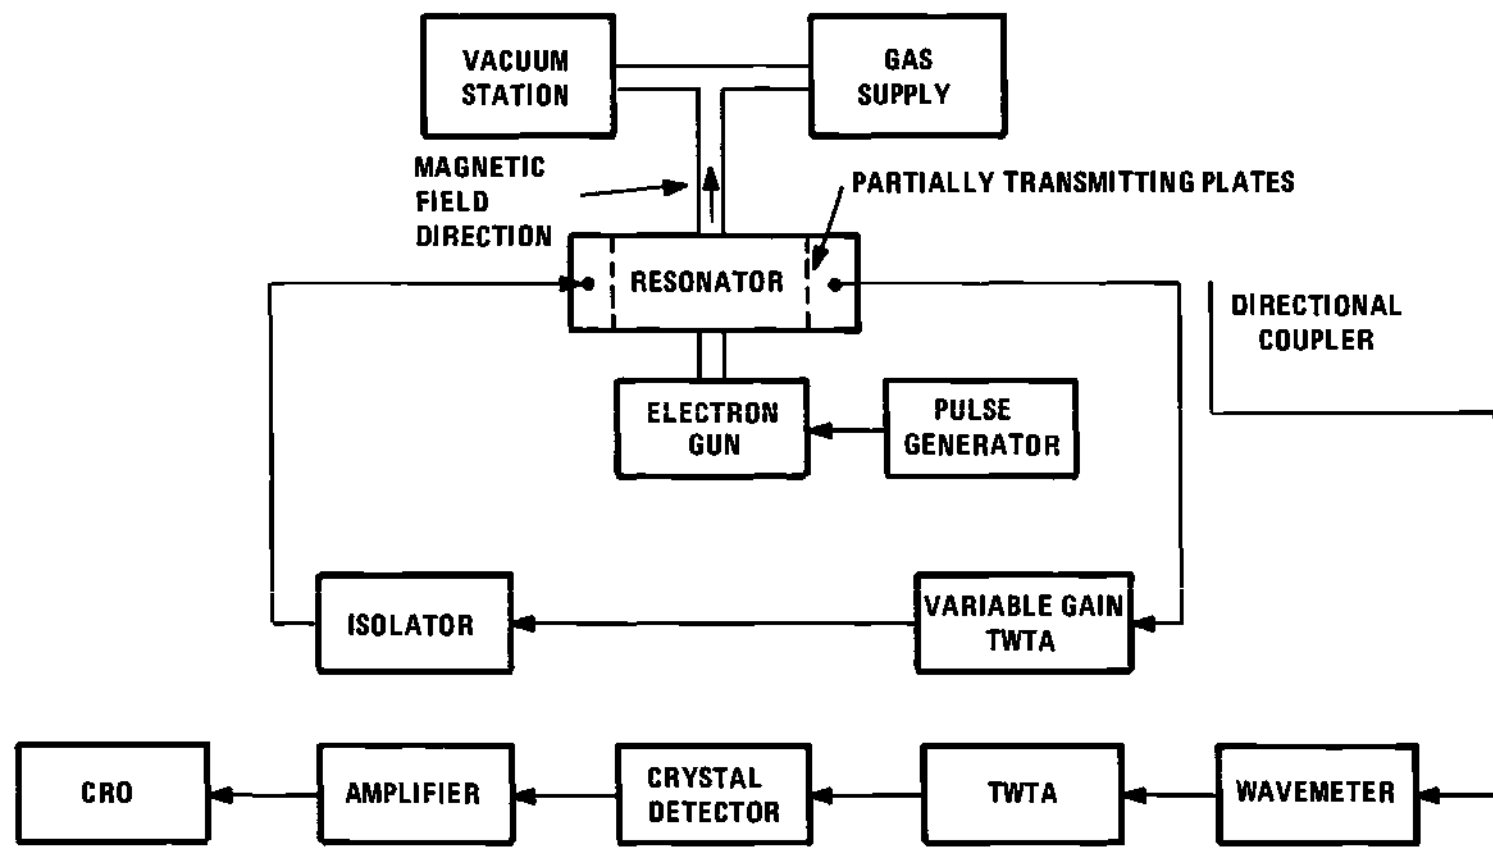 VACUUM
STATION
GAS
SUPPLY
MAGNETIC
FIELD
DIRECTION
PARTIALLY TRANSMITTING PLATES
RESONATOR
DIRECTIONAL
COUPLER
ELECTRON
GUN
PULSE
GENERATOR
ISOLATOR
VARIABLE GAIN
TWTA
CRO
AMPLIFIER
CRYSTAL
DETECTOR
TWTA
WAVEMETER